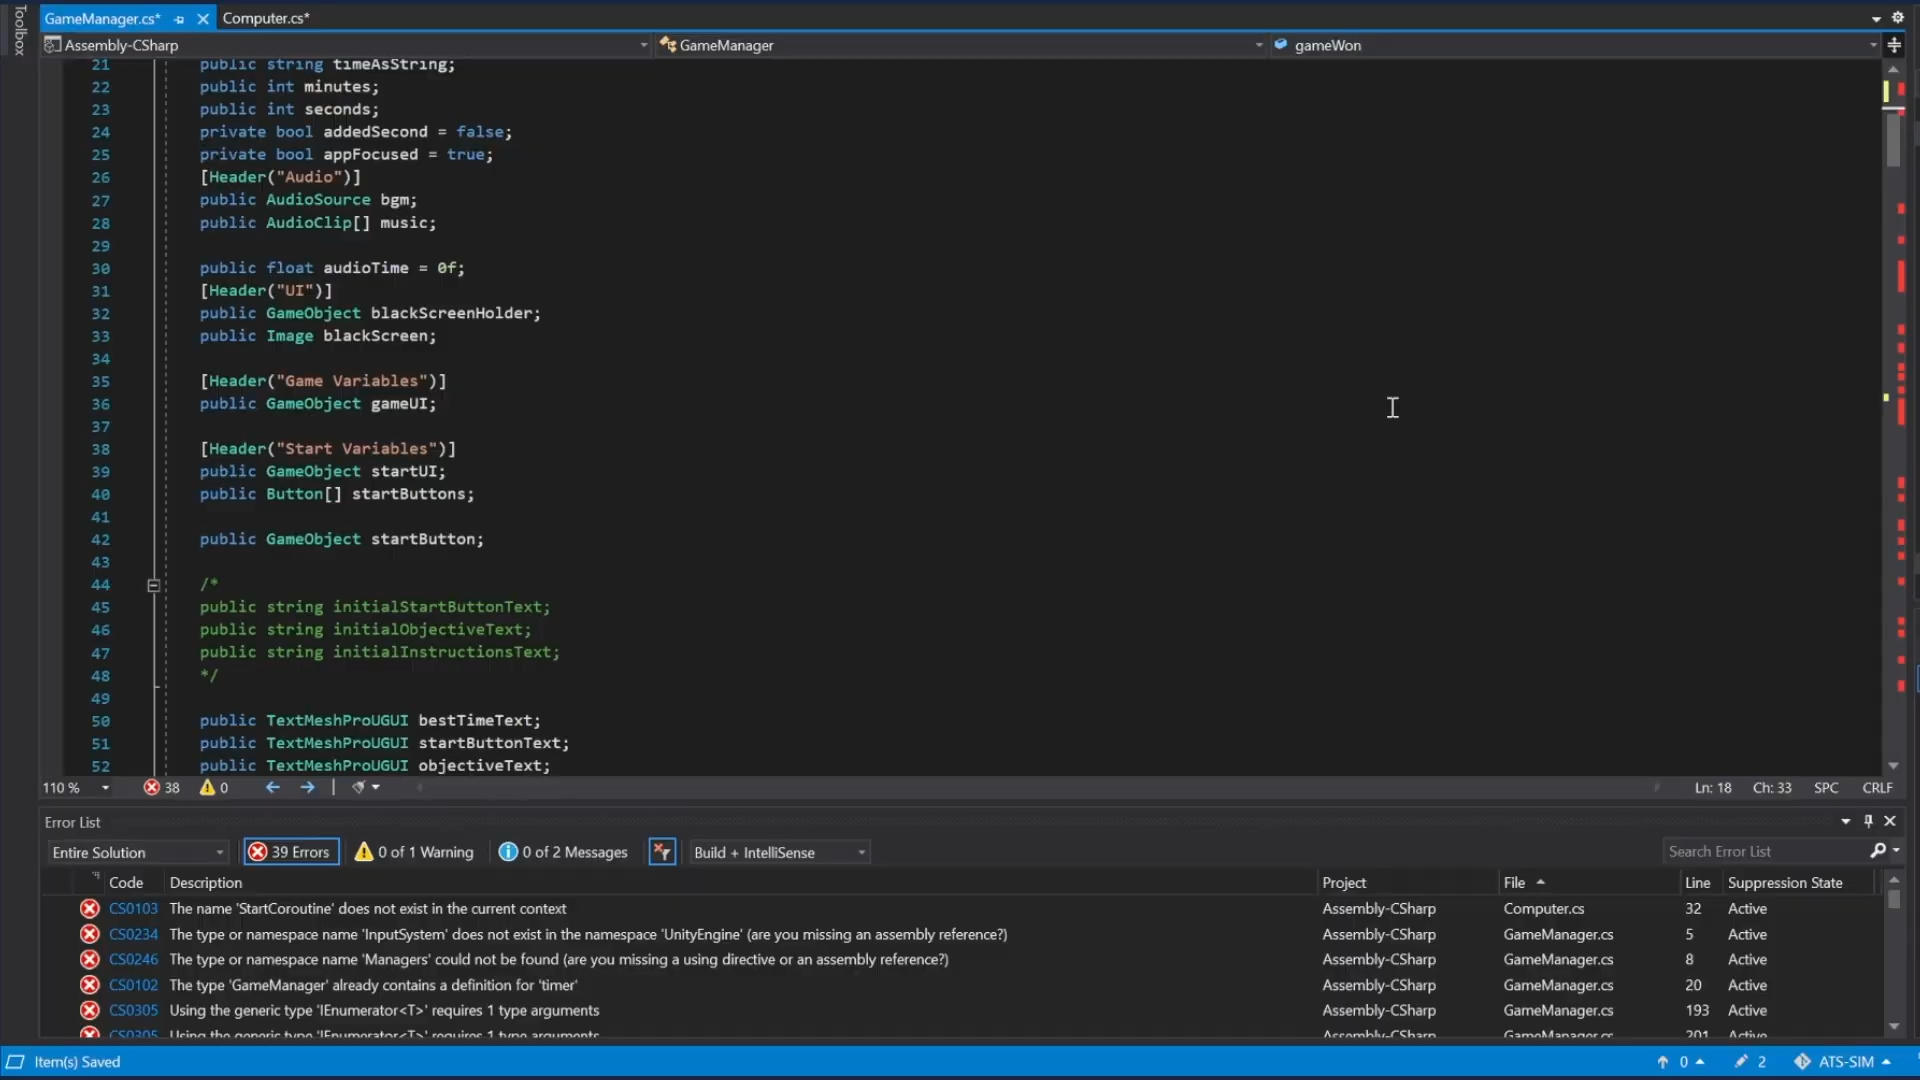 Toolbox
GameManager.cs*
Computer.cs*
Assembly-CSharp
GameManager
gameWon
21 public string timeAsString;
22 public int minutes;
23 public int seconds;
24 private bool addedSecond = false;
25 private bool appFocused = true;
26 [Header("Audio")]
27 public AudioSource bgm;
28 public AudioClip[] music;
29
30 public float audioTime = 0f;
31 [Header("UI")]
32 public GameObject blackScreenHolder;
33 public Image blackScreen;
34
35 [Header("Game Variables")]
36 public GameObject gameUI;
37
38 [Header("Start Variables")]
39 public GameObject startUI;
40 public Button[] startButtons;
41
42 public GameObject startButton;
43
44 /*
45 public string initialStartButtonText;
46 public string initialObjectiveText;
47 public string initialInstructionsText;
48 */
49
50 public TextMeshProUGUI bestTimeText;
51 public TextMeshProUGUI startButtonText;
52 public TextMeshProUGUI objectiveText;
110 % 38 0 Ln: 18 Ch: 33 SPC CRLF
Error List
Entire Solution 39 Errors 0 of 1 Warning 0 of 2 Messages Build + IntelliSense Search Error List
Code Description Project File Line Suppression State
CS0103 The name 'StartCoroutine' does not exist in the current context Assembly-CSharp Computer.cs 32 Active
CS0234 The type or namespace name 'InputSystem' does not exist in the namespace 'UnityEngine' (are you missing an assembly reference?) Assembly-CSharp GameManager.cs 5 Active
CS0246 The type or namespace name 'Managers' could not be found (are you missing a using directive or an assembly reference?) Assembly-CSharp GameManager.cs 8 Active
CS0102 The type 'GameManager' already contains a definition for 'timer' Assembly-CSharp GameManager.cs 20 Active
CS0305 Using the generic type 'IEnumerator<T>' requires 1 type arguments Assembly-CSharp GameManager.cs 193 Active
CS0305 Using the generic type 'IEnumerator<T>' requires 1 type arguments Assembly-CSharp GameManager.cs 201 Active
Item(s) Saved 0 2 ATS-SIM